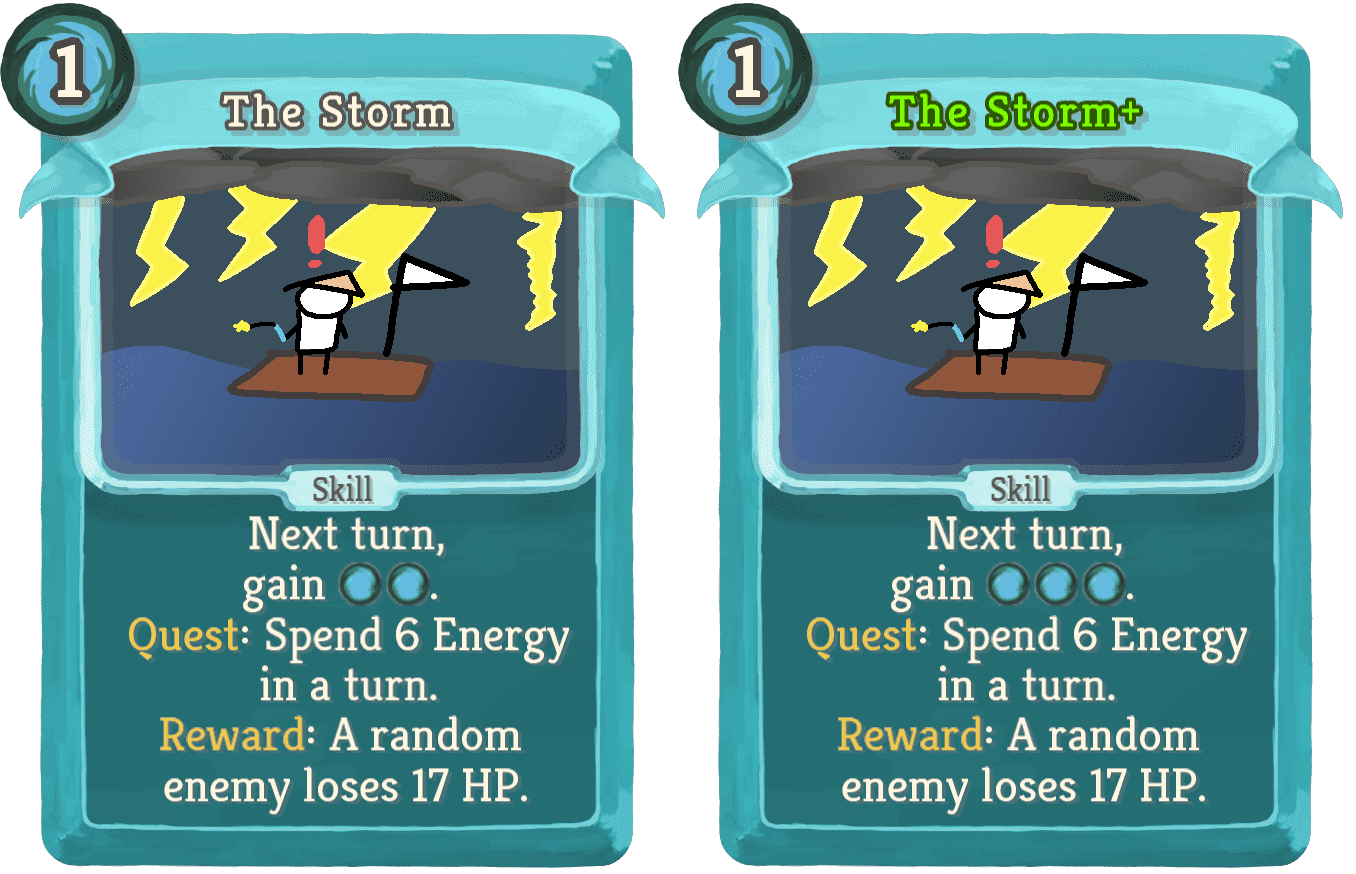 1
The Storm
!
Skill
Next turn,
gain .
Quest: Spend 6 Energy
in a turn.
Reward: A random
enemy loses 17 HP.
1
The Storm+
!
Skill
Next turn,
gain .
Quest: Spend 6 Energy
in a turn.
Reward: A random
enemy loses 17 HP.